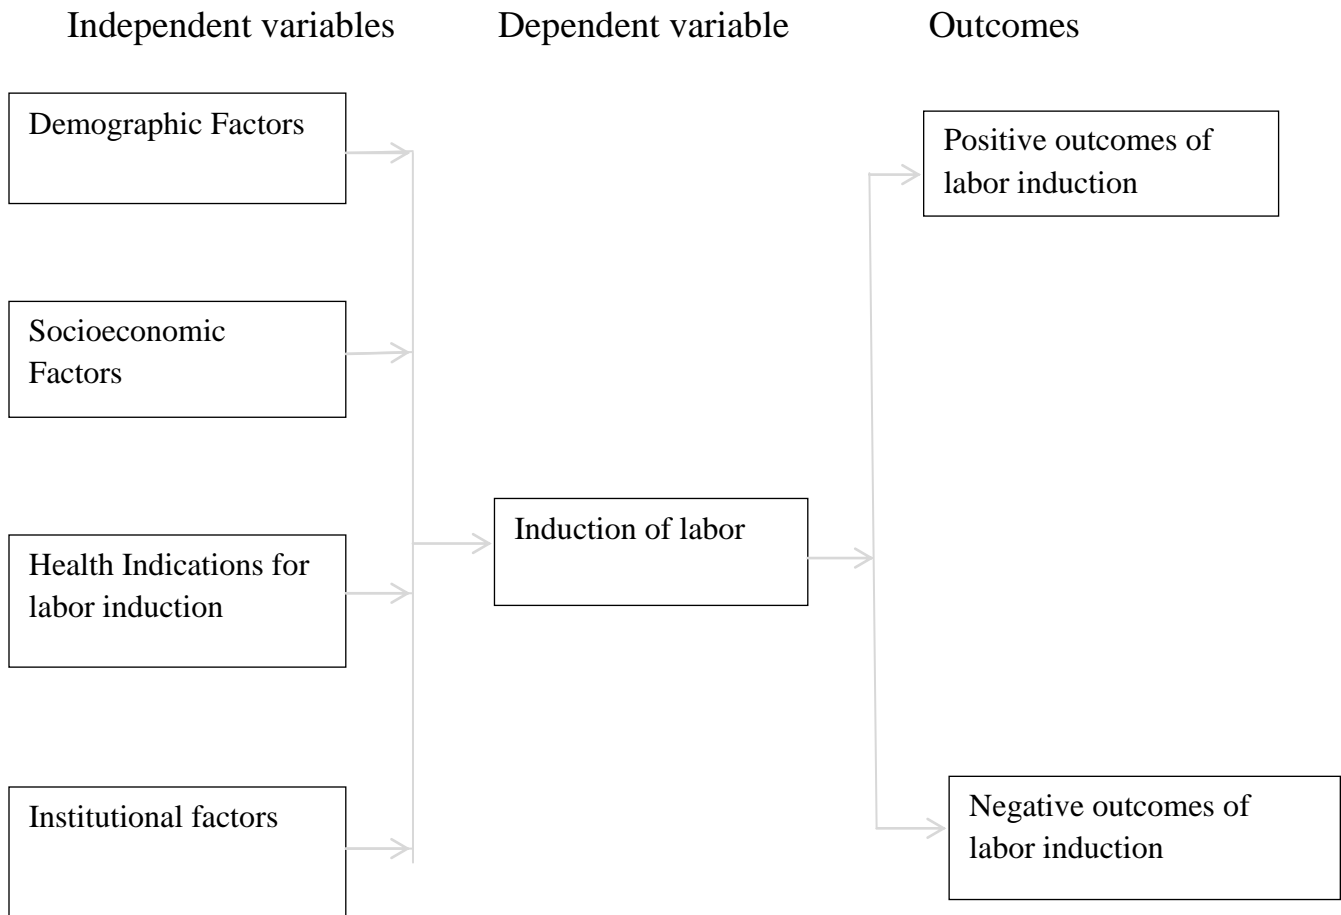 Independent variables
Dependent variable
Outcomes
Demographic Factors
Socioeconomic
Factors
Health Indications for
labor induction
Institutional factors
Induction of labor
Positive outcomes of
labor induction
Negative outcomes of
labor induction